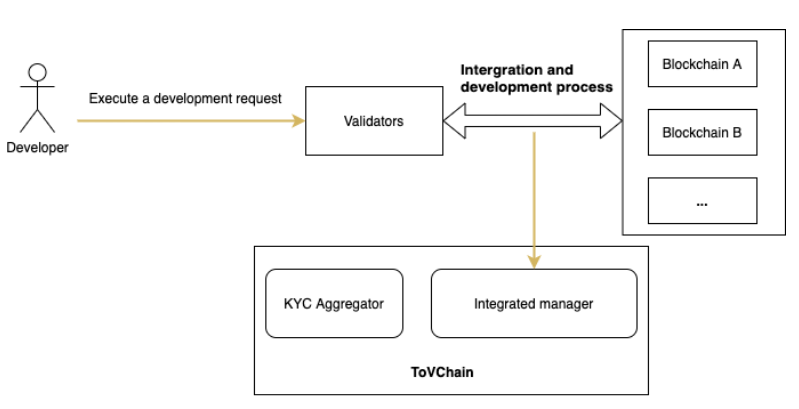 Intergration and
development process
Blockchain A
Execute a development request
Validators
Blockchain B
Developer
...
KYC Aggregator
Integrated manager
ToVChain